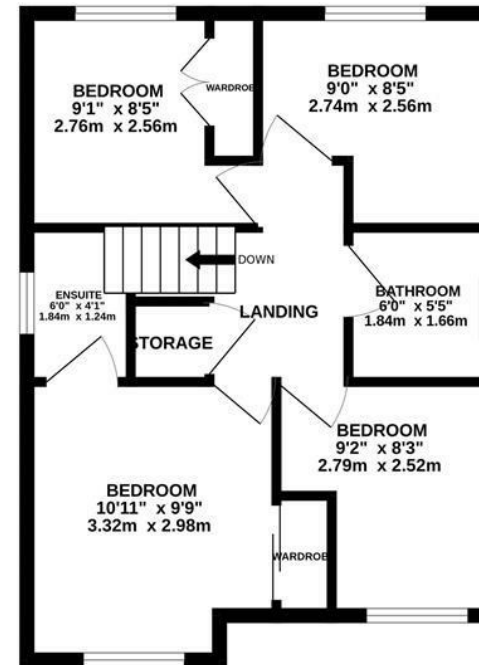 BEDROOM
9'1" x 8'5"
2.76m x 2.56m
WARDROB
BEDROOM
9'0" x 8'5"
2.74m x 2.56m
ENSUITE
6'0" x 4'1"
1.84m x 1.24m
DOWN
LANDING
STORAGE
BATHROOM
6'0" x 5'5"
1.84m x 1.66m
BEDROOM
10'11" x 9'9"
3.32m x 2.98m
WARDROB
BEDROOM
9'2" x 8'3"
2.79m x 2.52m